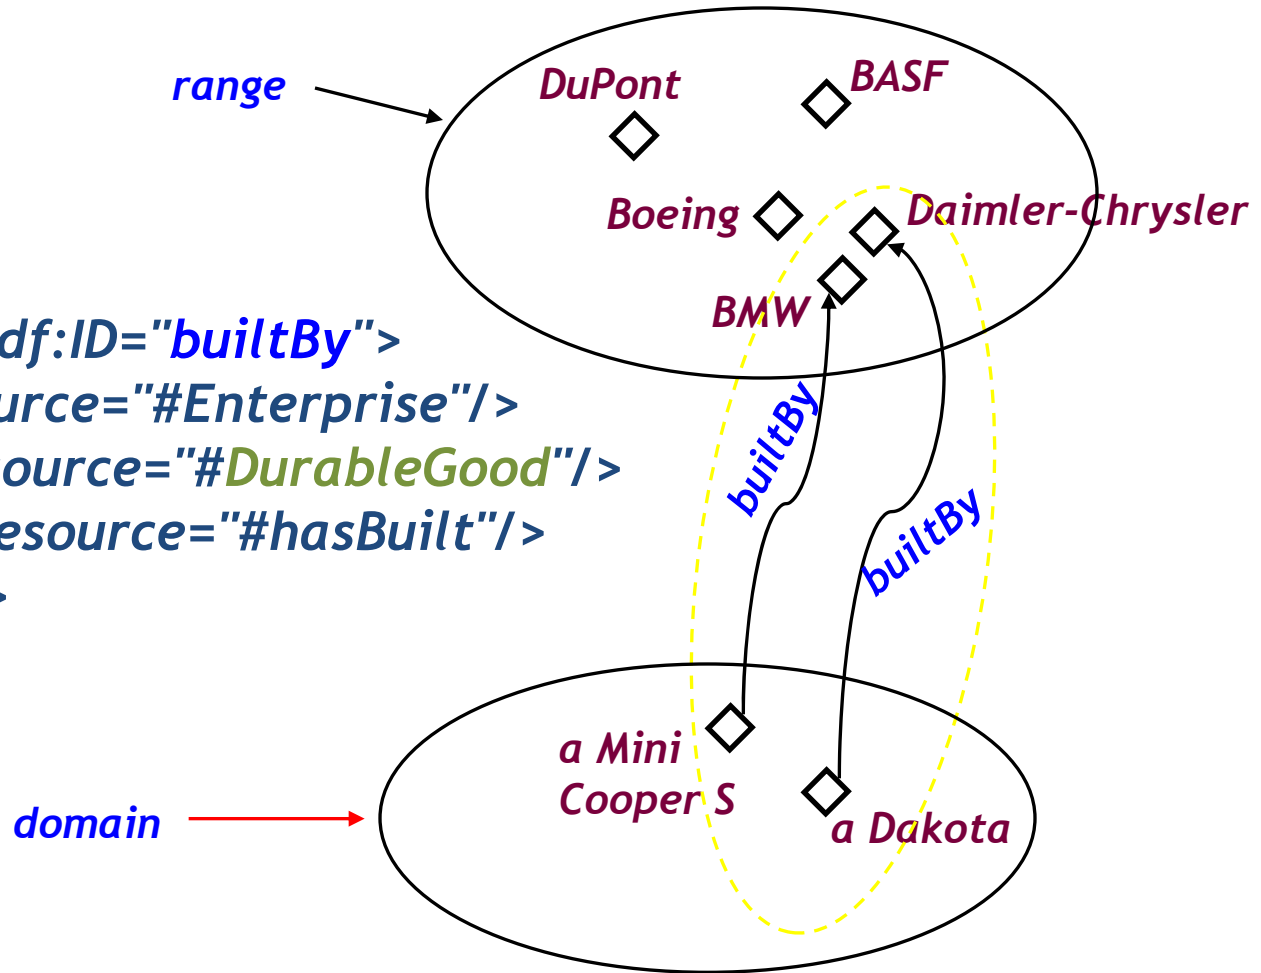 range
DuPont
BASF
Boeing
Daimler-Chrysler
BMW
df:ID="builtBy">
urce="#Enterprise"/>
ource="#DurableGood"/>
esource="#hasBuilt"/>
>
builtBy
builtBy
a Mini
Cooper S
domain
a Dakota